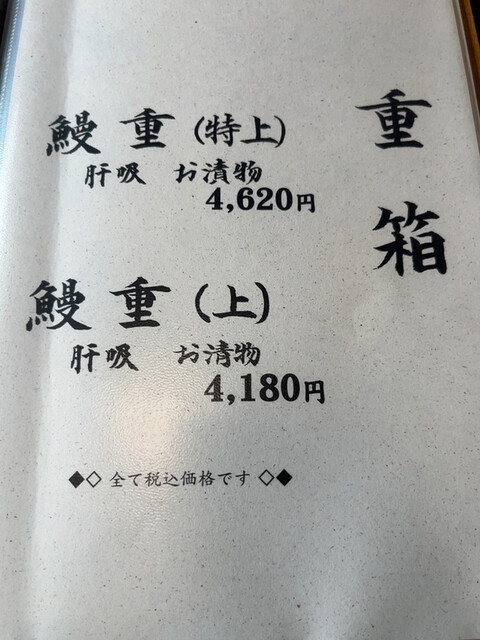 重箱
鰻重(特上)
肝吸 お漬物
4,620円
鰻重(上)
肝吸 お漬物
4,180円
◆◇ 全て税込価格です ◇◆